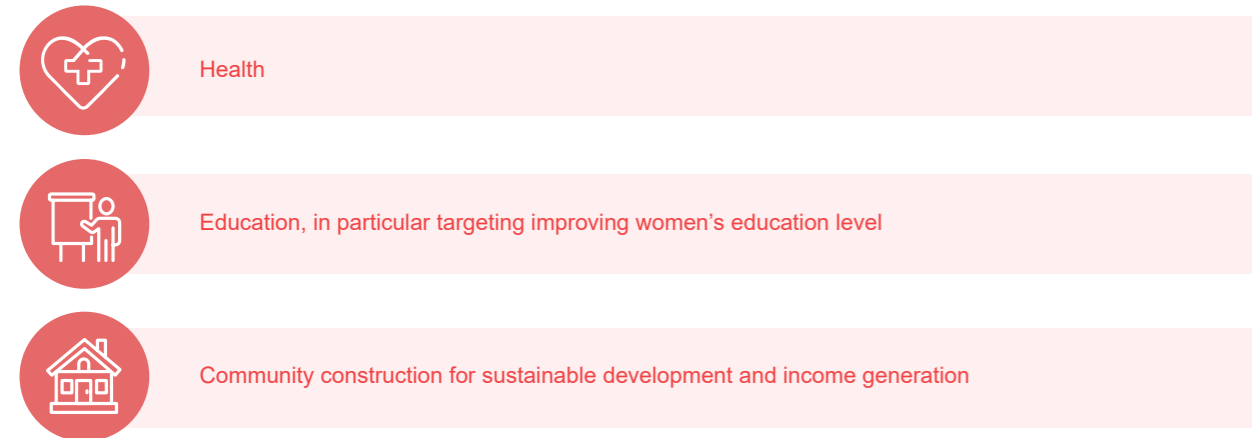 Health
Education, in particular targeting improving women’s education level
Community construction for sustainable development and income generation